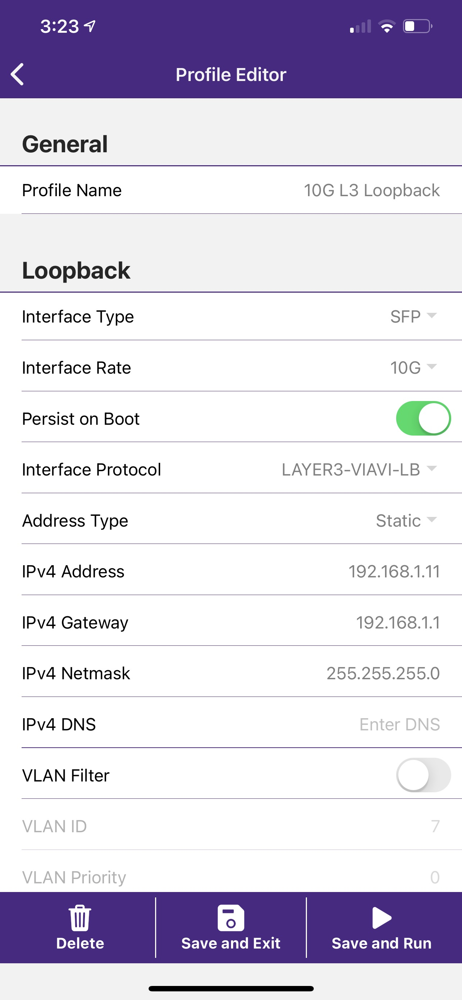 3:23
Profile Editor
General
Profile Name 10G L3 Loopback
Loopback
Interface Type SFP
Interface Rate 10G
Persist on Boot
Interface Protocol LAYER3-VIAVI-LB
Address Type Static
IPv4 Address 192.168.1.11
IPv4 Gateway 192.168.1.1
IPv4 Netmask 255.255.255.0
IPv4 DNS Enter DNS
VLAN Filter
VLAN ID 7
VLAN Priority 0
Delete Save and Exit Save and Run